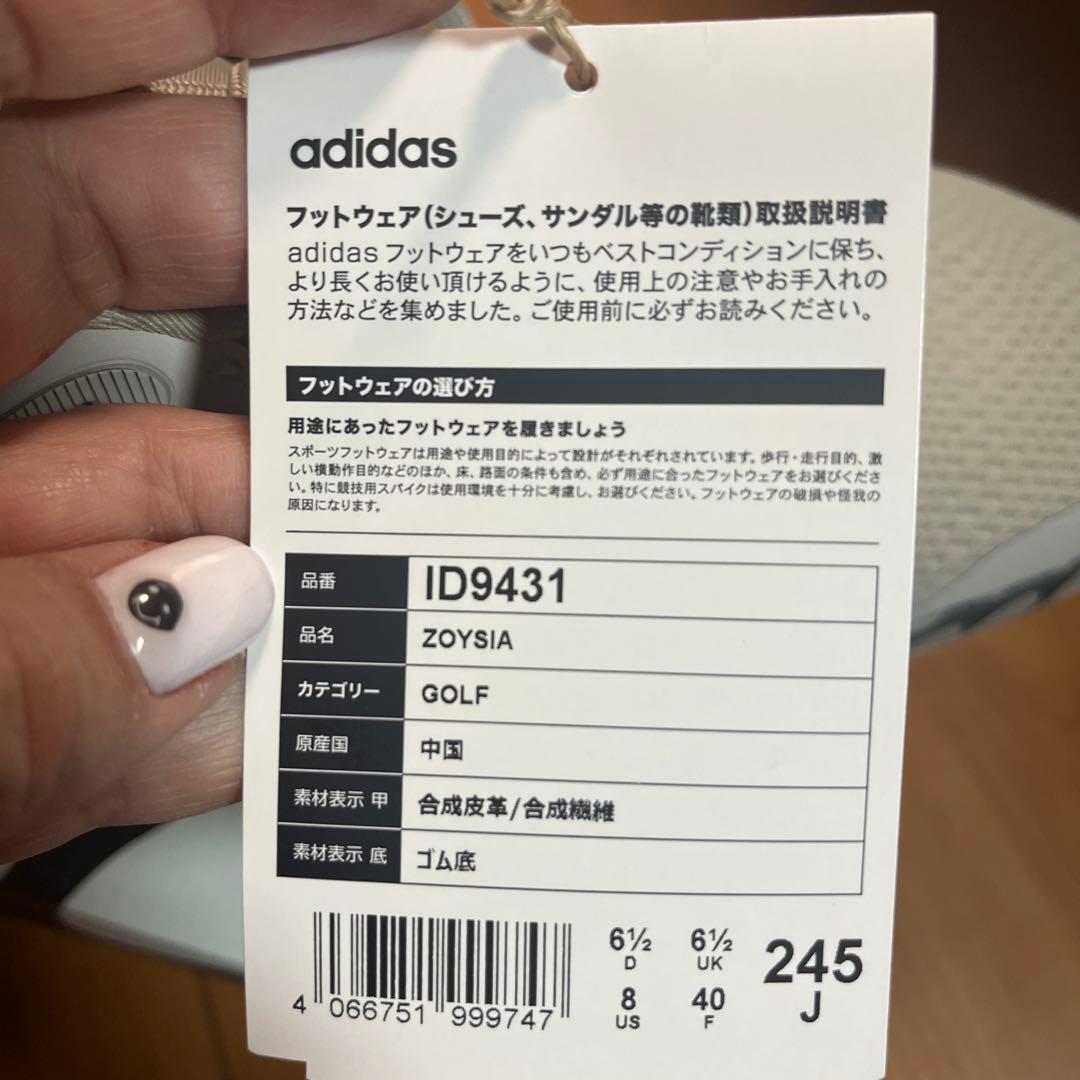 adidas
フットウェア(シューズ、サンダル等の靴類)取扱説明書
adidas フットウェアをいつもベストコンディションに保ち、
より長くお使い頂けるように、使用上の注意やお手入れの
方法などを集めました。ご使用前に必ずお読みください。
フットウェアの選び方
用途にあったフットウェアを履きましょう
スポーツフットウェアは用途や使用目的によって設計がそれぞれされています。歩行・走行目的、激
しい横動作目的などのほか、床、路面の条件も含め、必ず用途に合ったフットウェアをお選びくださ
い。特に競技用スパイクは使用環境を十分に考慮し、お選びください。フットウェアの破損や怪我の
原因になります。
品番 ID9431
品名 ZOYSIA
カテゴリー GOLF
原産国 中国
素材表示 甲 合成皮革/合成繊維
素材表示 底 ゴム底
6½ 6½ 245
D UK J
8 40
US F
4 066751 999747